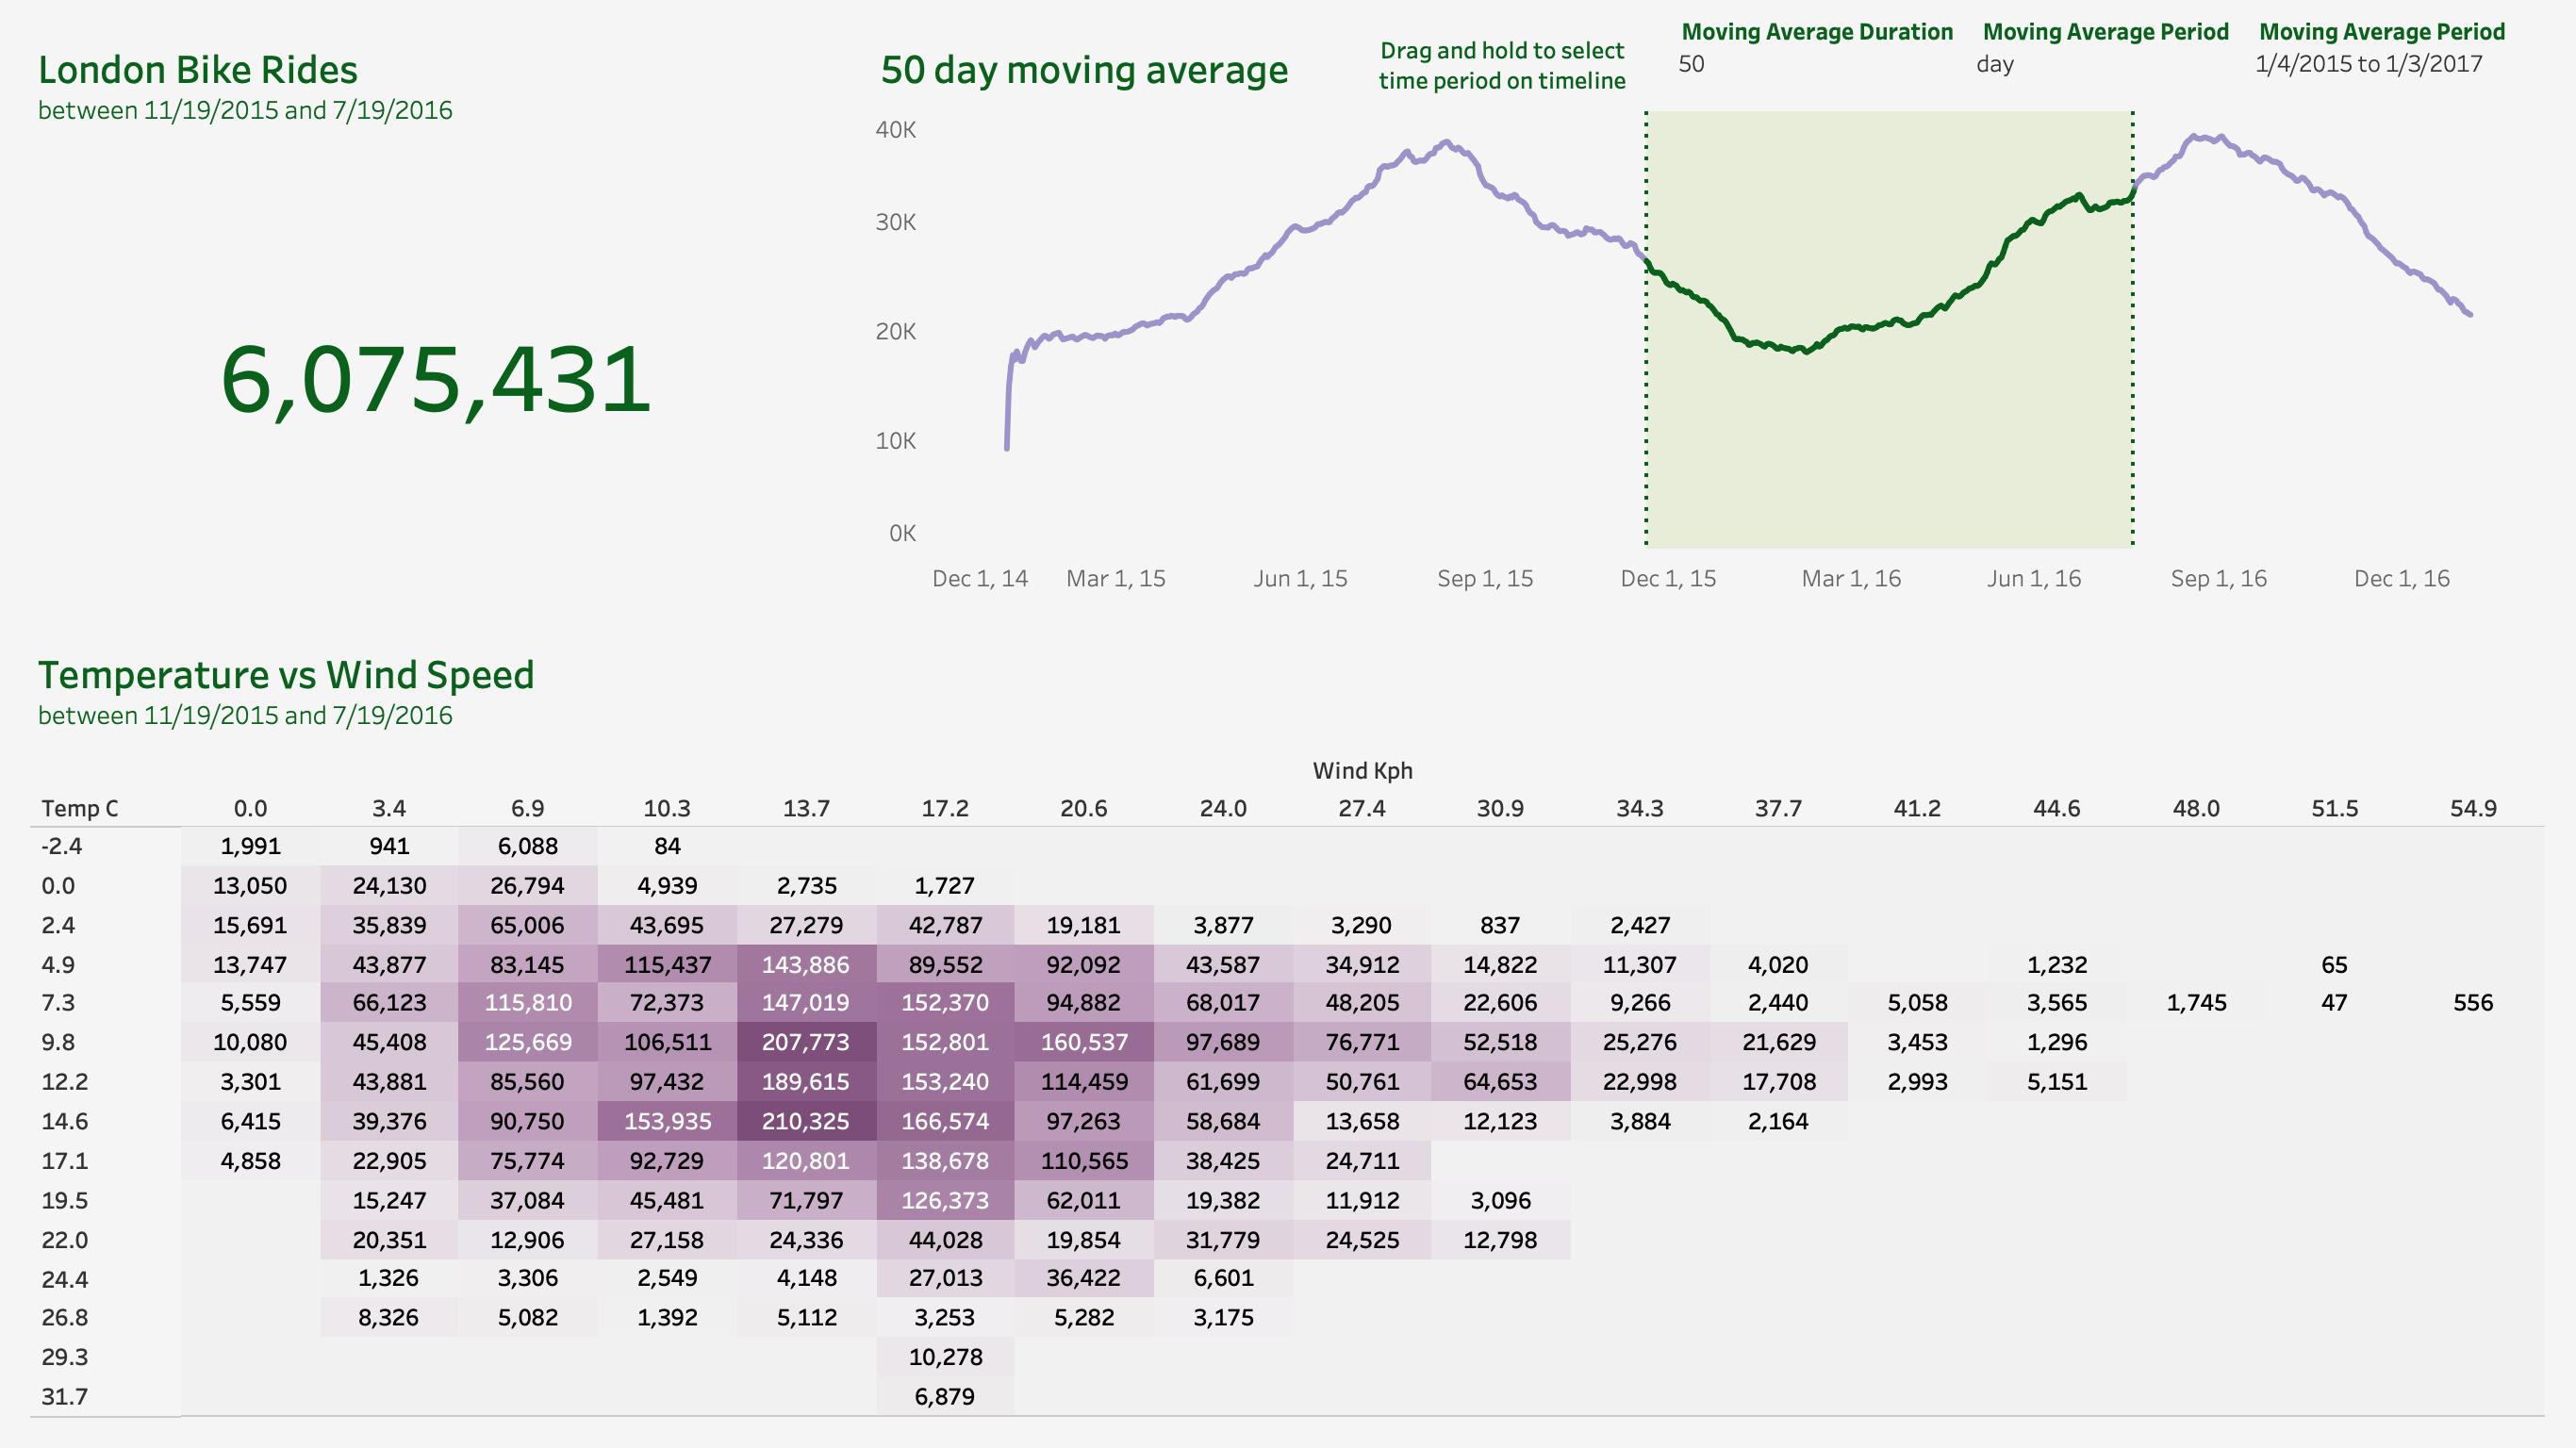 London Bike Rides
between 11/19/2015 and 7/19/2016
6,075,431
50 day moving average
Drag and hold to select
time period on timeline
Moving Average Duration
50
Moving Average Period
day
Moving Average Period
1/4/2015 to 1/3/2017
40K
30K
20K
10K
0K
Dec 1, 14 Mar 1, 15 Jun 1, 15 Sep 1, 15 Dec 1, 15 Mar 1, 16 Jun 1, 16 Sep 1, 16 Dec 1, 16
Temperature vs Wind Speed
between 11/19/2015 and 7/19/2016
Wind Kph
Temp C 0.0 3.4 6.9 10.3 13.7 17.2 20.6 24.0 27.4 30.9 34.3 37.7 41.2 44.6 48.0 51.5 54.9
-2.4 1,991 941 6,088 84
0.0 13,050 24,130 26,794 4,939 2,735 1,727
2.4 15,691 35,839 65,006 43,695 27,279 42,787 19,181 3,877 3,290 837 2,427
4.9 13,747 43,877 83,145 115,437 143,886 89,552 92,092 43,587 34,912 14,822 11,307 4,020 1,232 65
7.3 5,559 66,123 115,810 72,373 147,019 152,370 94,882 68,017 48,205 22,606 9,266 2,440 5,058 3,565 1,745 47 556
9.8 10,080 45,408 125,669 106,511 207,773 152,801 160,537 97,689 76,771 52,518 25,276 21,629 3,453 1,296
12.2 3,301 43,881 85,560 97,432 189,615 153,240 114,459 61,699 50,761 64,653 22,998 17,708 2,993 5,151
14.6 6,415 39,376 90,750 153,935 210,325 166,574 97,263 58,684 13,658 12,123 3,884 2,164
17.1 4,858 22,905 75,774 92,729 120,801 138,678 110,565 38,425 24,711
19.5 15,247 37,084 45,481 71,797 126,373 62,011 19,382 11,912 3,096
22.0 20,351 12,906 27,158 24,336 44,028 19,854 31,779 24,525 12,798
24.4 1,326 3,306 2,549 4,148 27,013 36,422 6,601
26.8 8,326 5,082 1,392 5,112 3,253 5,282 3,175
29.3 10,278
31.7 6,879